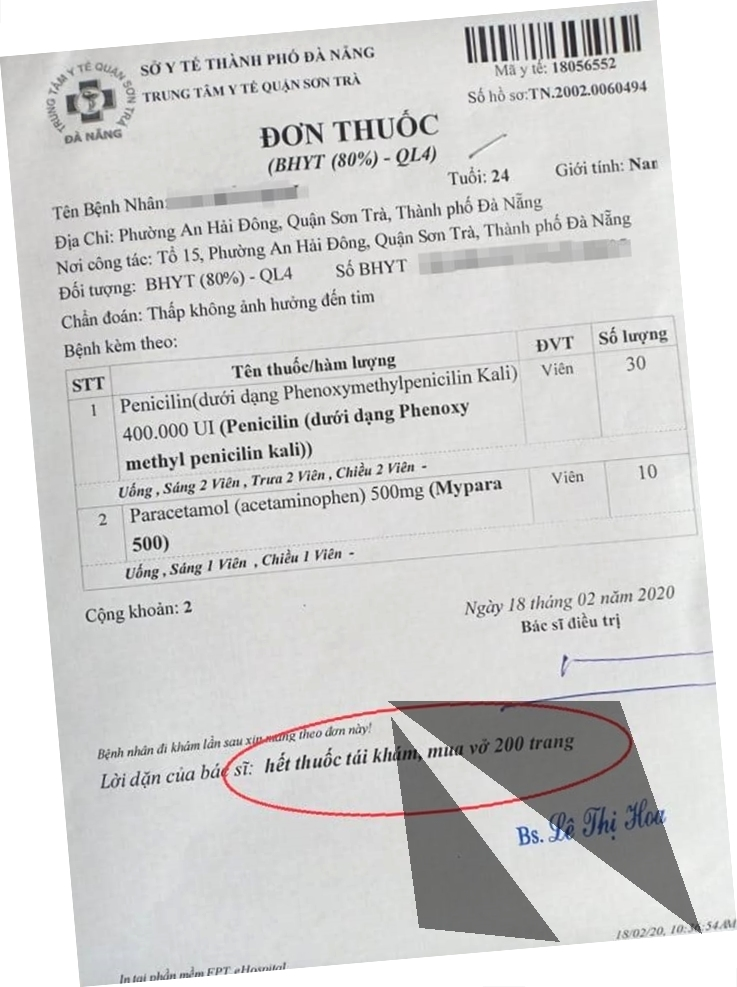 SỞ Y TẾ THÀNH PHỐ ĐÀ NẴNG
TRUNG TÂM Y TẾ QUẬN SƠN TRÀ
TRUNG TÂM Y TẾ QUẬN SƠN TRÀ
ĐÀ NẴNG
Mã y tế: 18056552
Số hồ sơ:TN.2002.0060494
ĐƠN THUỐC
(BHYT (80%) - QL4)
Tên Bệnh Nhân:
Tuổi: 24
Giới tính: Nam
Địa Chỉ: Phường An Hải Đông, Quận Sơn Trà, Thành phố Đà Nẵng
Nơi công tác: Tổ 15, Phường An Hải Đông, Quận Sơn Trà, Thành phố Đà Nẵng
Đối tượng: BHYT (80%) - QL4 Số BHYT
Chẩn đoán: Thấp không ảnh hưởng đến tim
Bệnh kèm theo:
STT Tên thuốc/hàm lượng ĐVT Số lượng
1 Penicilin(dưới dạng Phenoxymethylpenicilin Kali) Viên 30
400.000 UI (Penicilin (dưới dạng Phenoxy
methyl penicilin kali))
Uống , Sáng 2 Viên , Trưa 2 Viên , Chiều 2 Viên -
2 Paracetamol (acetaminophen) 500mg (Mypara Viên 10
500)
Uống , Sáng 1 Viên , Chiều 1 Viên -
Cộng khoản: 2
Ngày 18 tháng 02 năm 2020
Bác sĩ điều trị
Bệnh nhân đi khám lần sau xin mang theo đơn này!
Lời dặn của bác sĩ: hết thuốc tái khám, mua vở 200 trang
Bs. Lê Thị Hoa
18/02/20, 10:36:54AM
In tại phần mềm FPT.eHospital